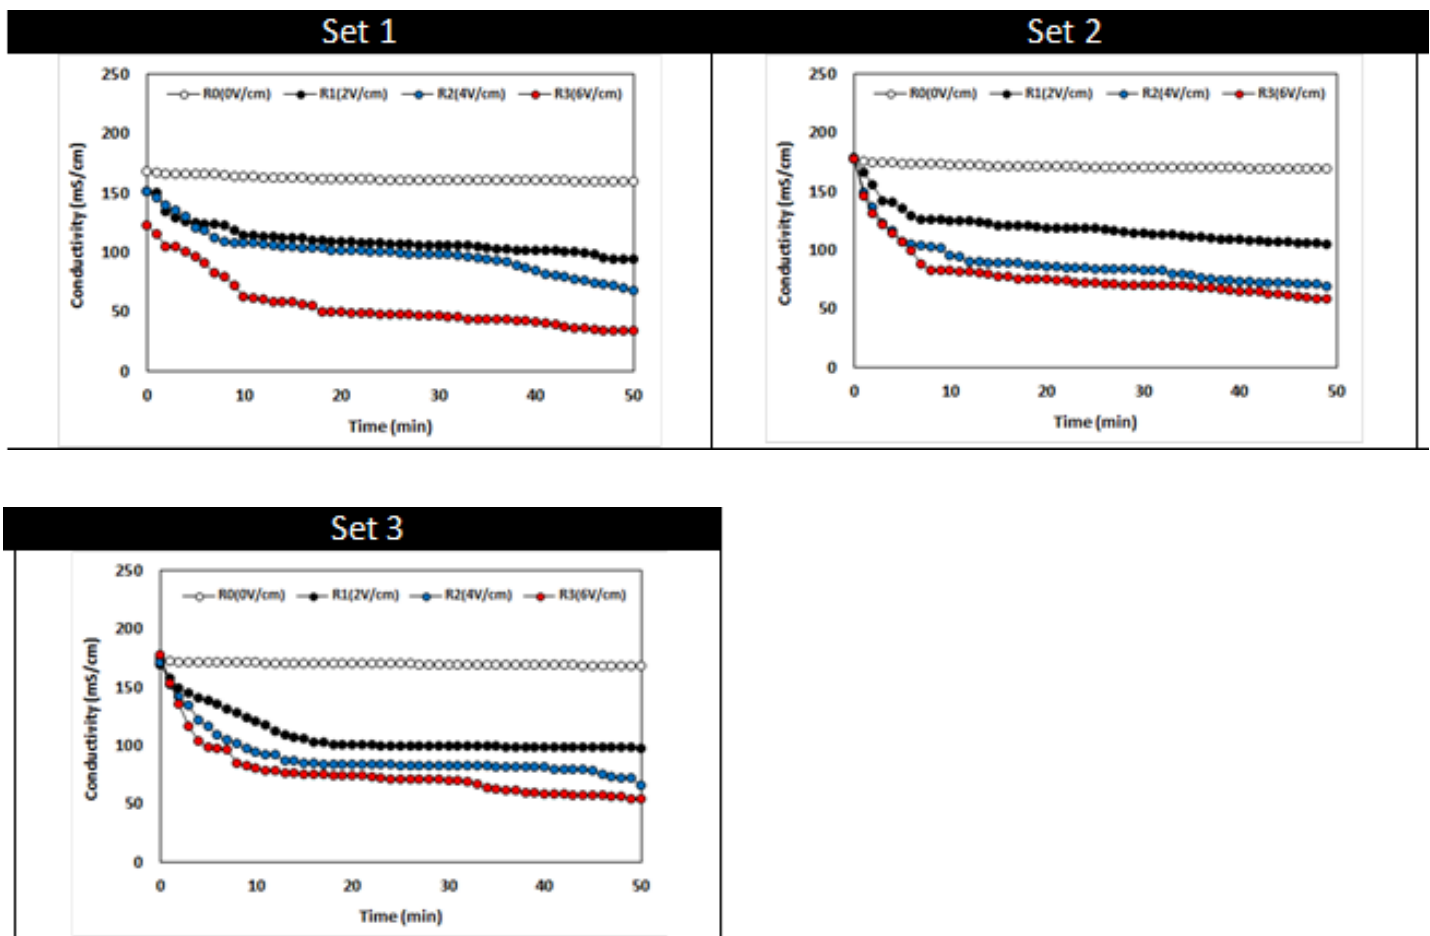 Set 1
250
200
150
100
50
0
Conductivity (mS/cm)
R0(0V/cm) R1(2V/cm) R2(4V/cm) R3(6V/cm)
0 10 20 30 40 50
Time (min)
Set 2
250
200
150
100
50
0
Conductivity (mS/cm)
R0(0V/cm) R1(2V/cm) R2(4V/cm) R3(6V/cm)
0 10 20 30 40 50
Time (min)
Set 3
250
200
150
100
50
0
Conductivity (mS/cm)
R0(0V/cm) R1(2V/cm) R2(4V/cm) R3(6V/cm)
0 10 20 30 40 50
Time (min)